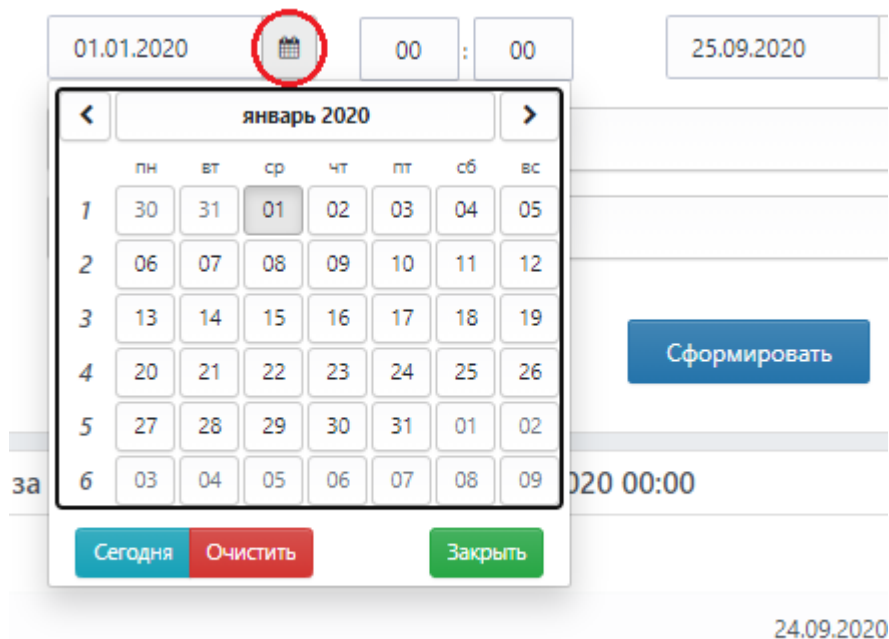 01.01.2020 00 : 00 25.09.2020
январь 2020
пн вт ср чт пт сб вс
1 30 31 01 02 03 04 05
2 06 07 08 09 10 11 12
3 13 14 15 16 17 18 19
Сформировать
4 20 21 22 23 24 25 26
5 27 28 29 30 31 01 02
6 03 04 05 06 07 08 09
за 020 00:00
Сегодня Очистить Закрыть
24.09.2020